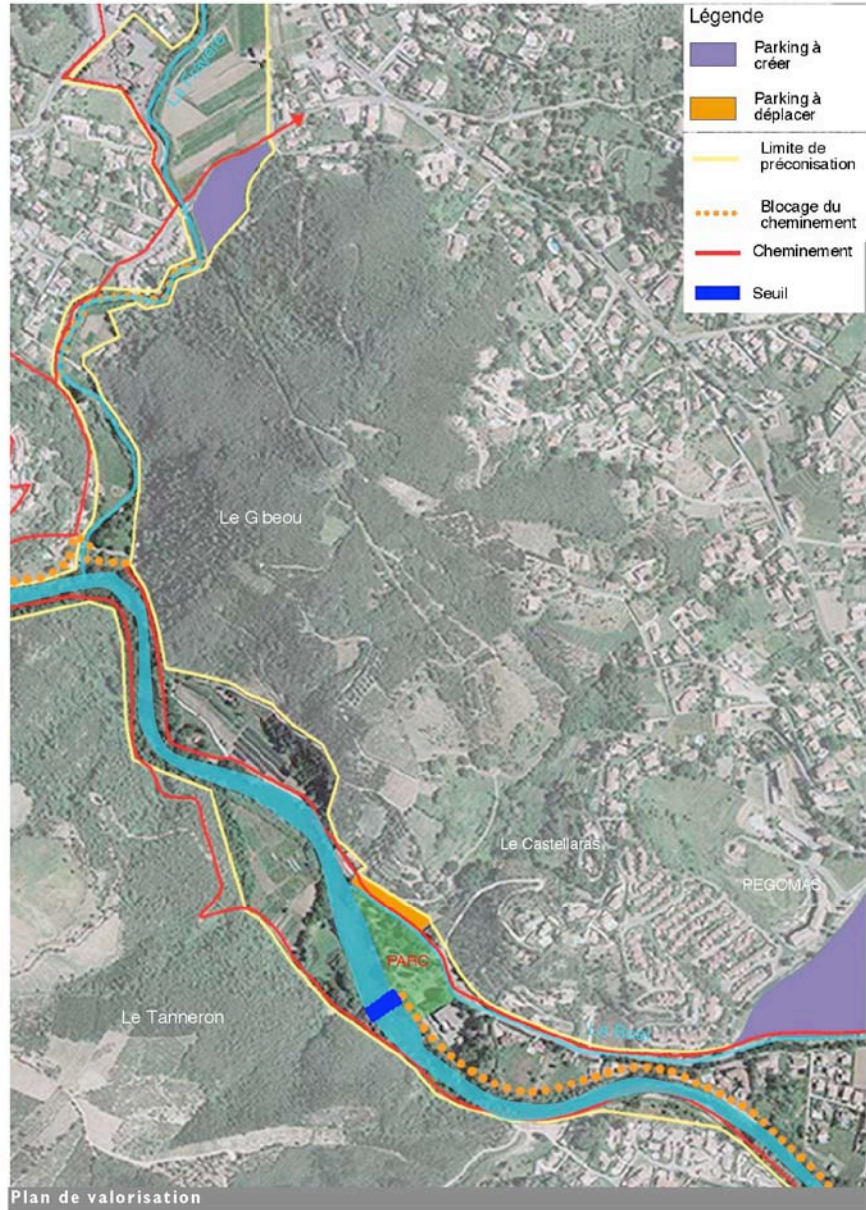 Légende
Parking à
créer
Parking à
déplacer
Limite de
préconisation
Blocage du
cheminement
Cheminement
Seuil
Le G beou
Le Castellaras
PEGOMAS
PARC
Le Tanneron
Plan de valorisation